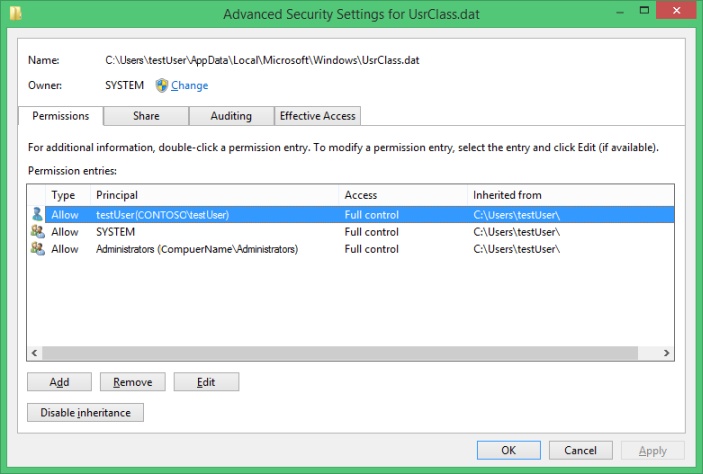 Advanced Security Settings for UsrClass.dat
Name: C:\Users\testUser\AppData\Local\Microsoft\Windows\UsrClass.dat
Owner: SYSTEM Change
Permissions Share Auditing Effective Access
For additional information, double-click a permission entry. To modify a permission entry, select the entry and click Edit (if available).
Permission entries:
Type Principal Access Inherited from
Allow testUser(CONTOSO\testUser) Full control C:\Users\testUser\
Allow SYSTEM Full control C:\Users\testUser\
Allow Administrators (CompuerName\Administrators) Full control C:\Users\testUser\
Add Remove Edit
Disable inheritance
OK Cancel Apply